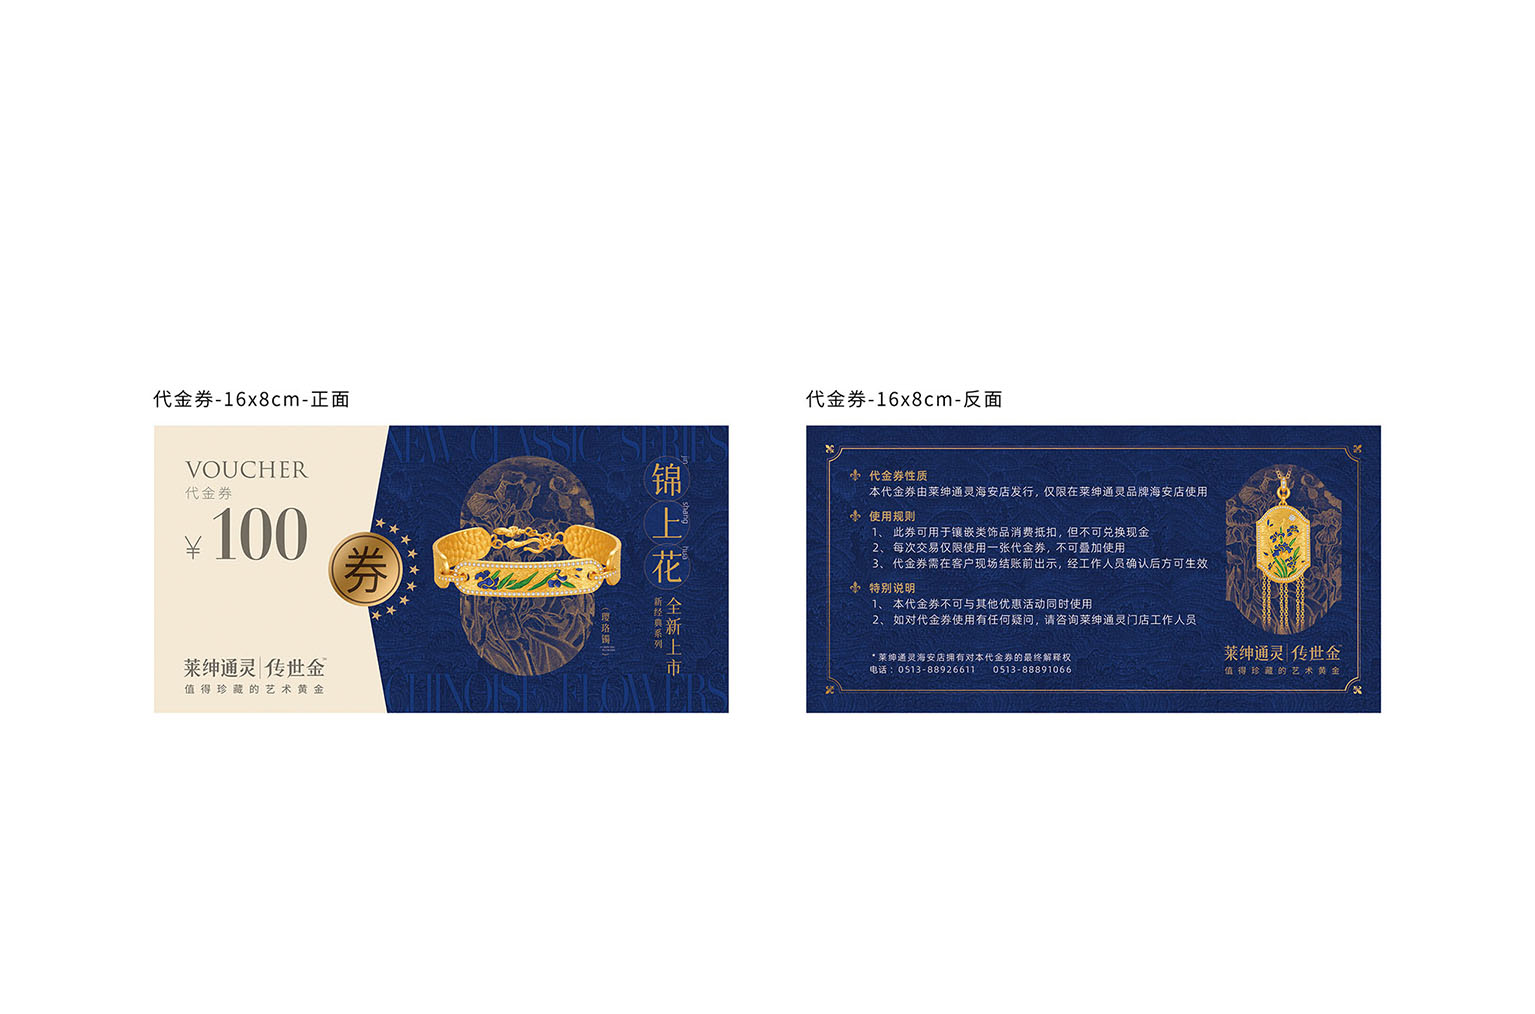 代金券-16x8cm-正面
NEW CLASSIC SERIES
VOUCHER
代金券
¥ 100
券
锦上花
jin
shang
hua
全新上市
新经典系列
璎珞镯
CHINOISE FLOWERS
莱绅通灵|传世金™
值得珍藏的艺术黄金
代金券-16x8cm-反面
代金券性质
本代金券由莱绅通灵海安店发行，仅限在莱绅通灵品牌海安店使用
使用规则
1、 此券可用于镶嵌类饰品消费抵扣，但不可兑换现金
2、 每次交易仅限使用一张代金券，不可叠加使用
3、 代金券需在客户现场结账前出示，经工作人员确认后方可生效
特别说明
1、 本代金券不可与其他优惠活动同时使用
2、 如对代金券使用有任何疑问，请咨询莱绅通灵门店工作人员
*莱绅通灵海安店拥有对本代金券的最终解释权
电话：0513-88926611 0513-88891066
莱绅通灵|传世金
值得珍藏的艺术黄金